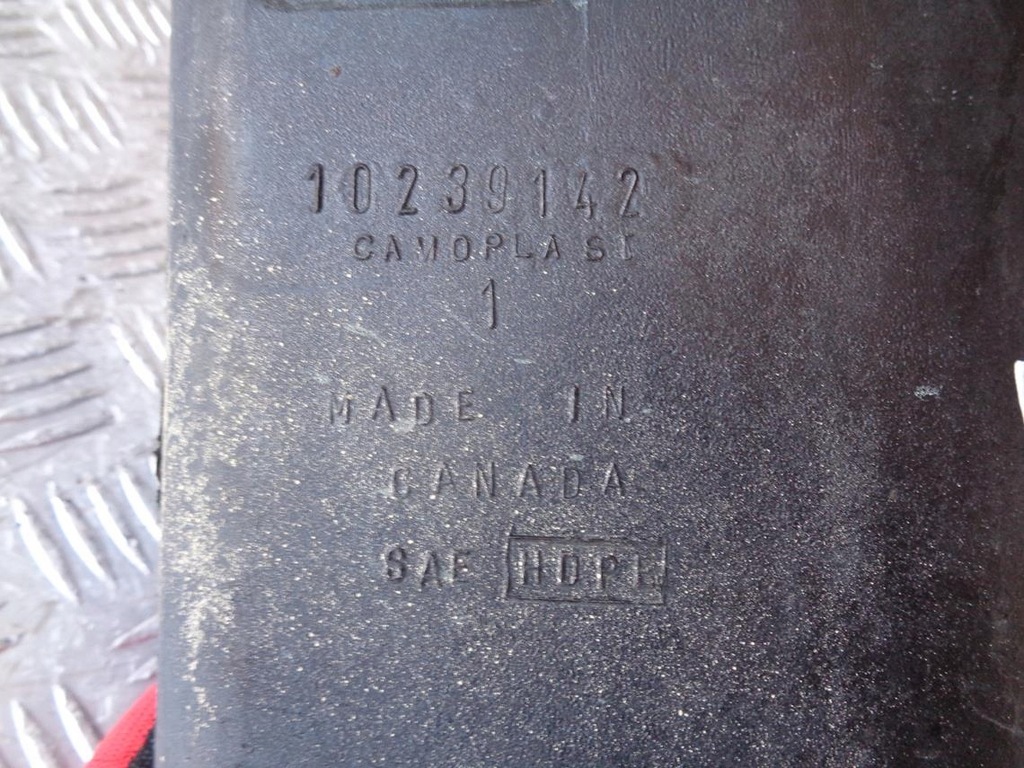 10239142
CAMOPLAST
1
MADE IN
CANADA
SAE HDPE